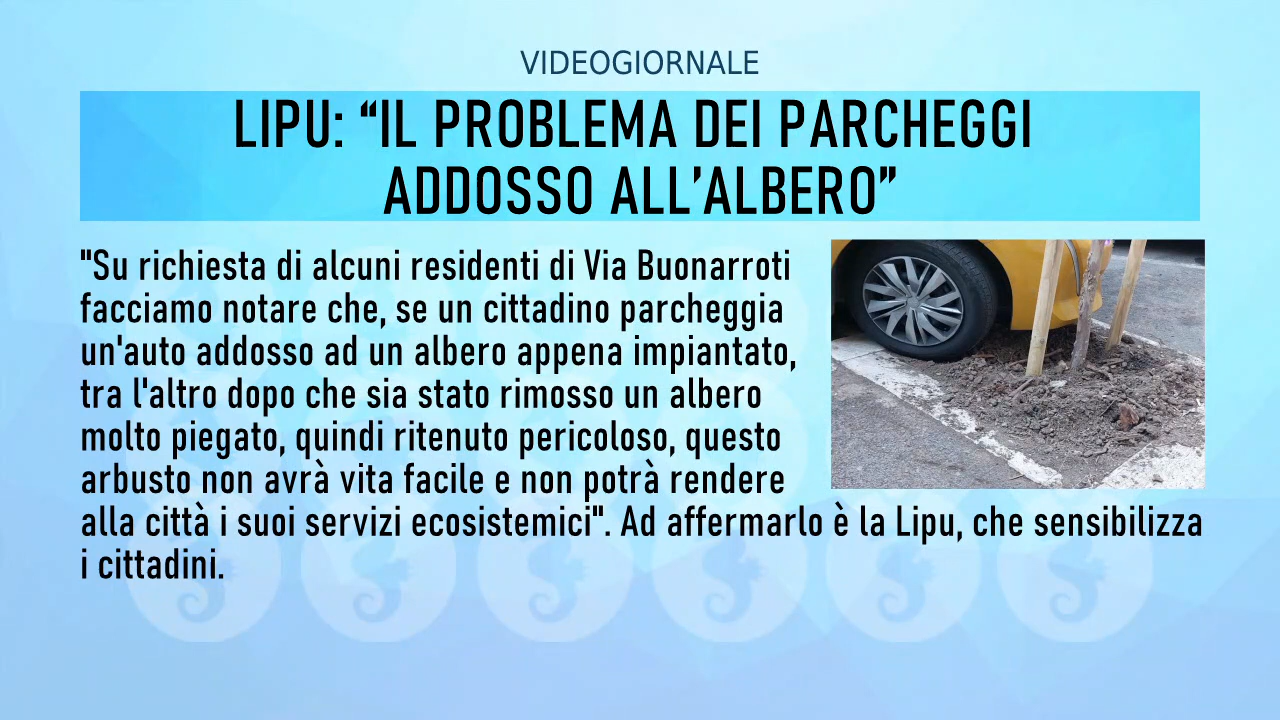 VIDEOGIORNALE
LIPU: “IL PROBLEMA DEI PARCHEGGI
ADDOSSO ALL’ALBERO”
"Su richiesta di alcuni residenti di Via Buonarroti
facciamo notare che, se un cittadino parcheggia
un'auto addosso ad un albero appena impiantato,
tra l'altro dopo che sia stato rimosso un albero
molto piegato, quindi ritenuto pericoloso, questo
arbusto non avrà vita facile e non potrà rendere
alla città i suoi servizi ecosistemici". Ad affermarlo è la Lipu, che sensibilizza
i cittadini.